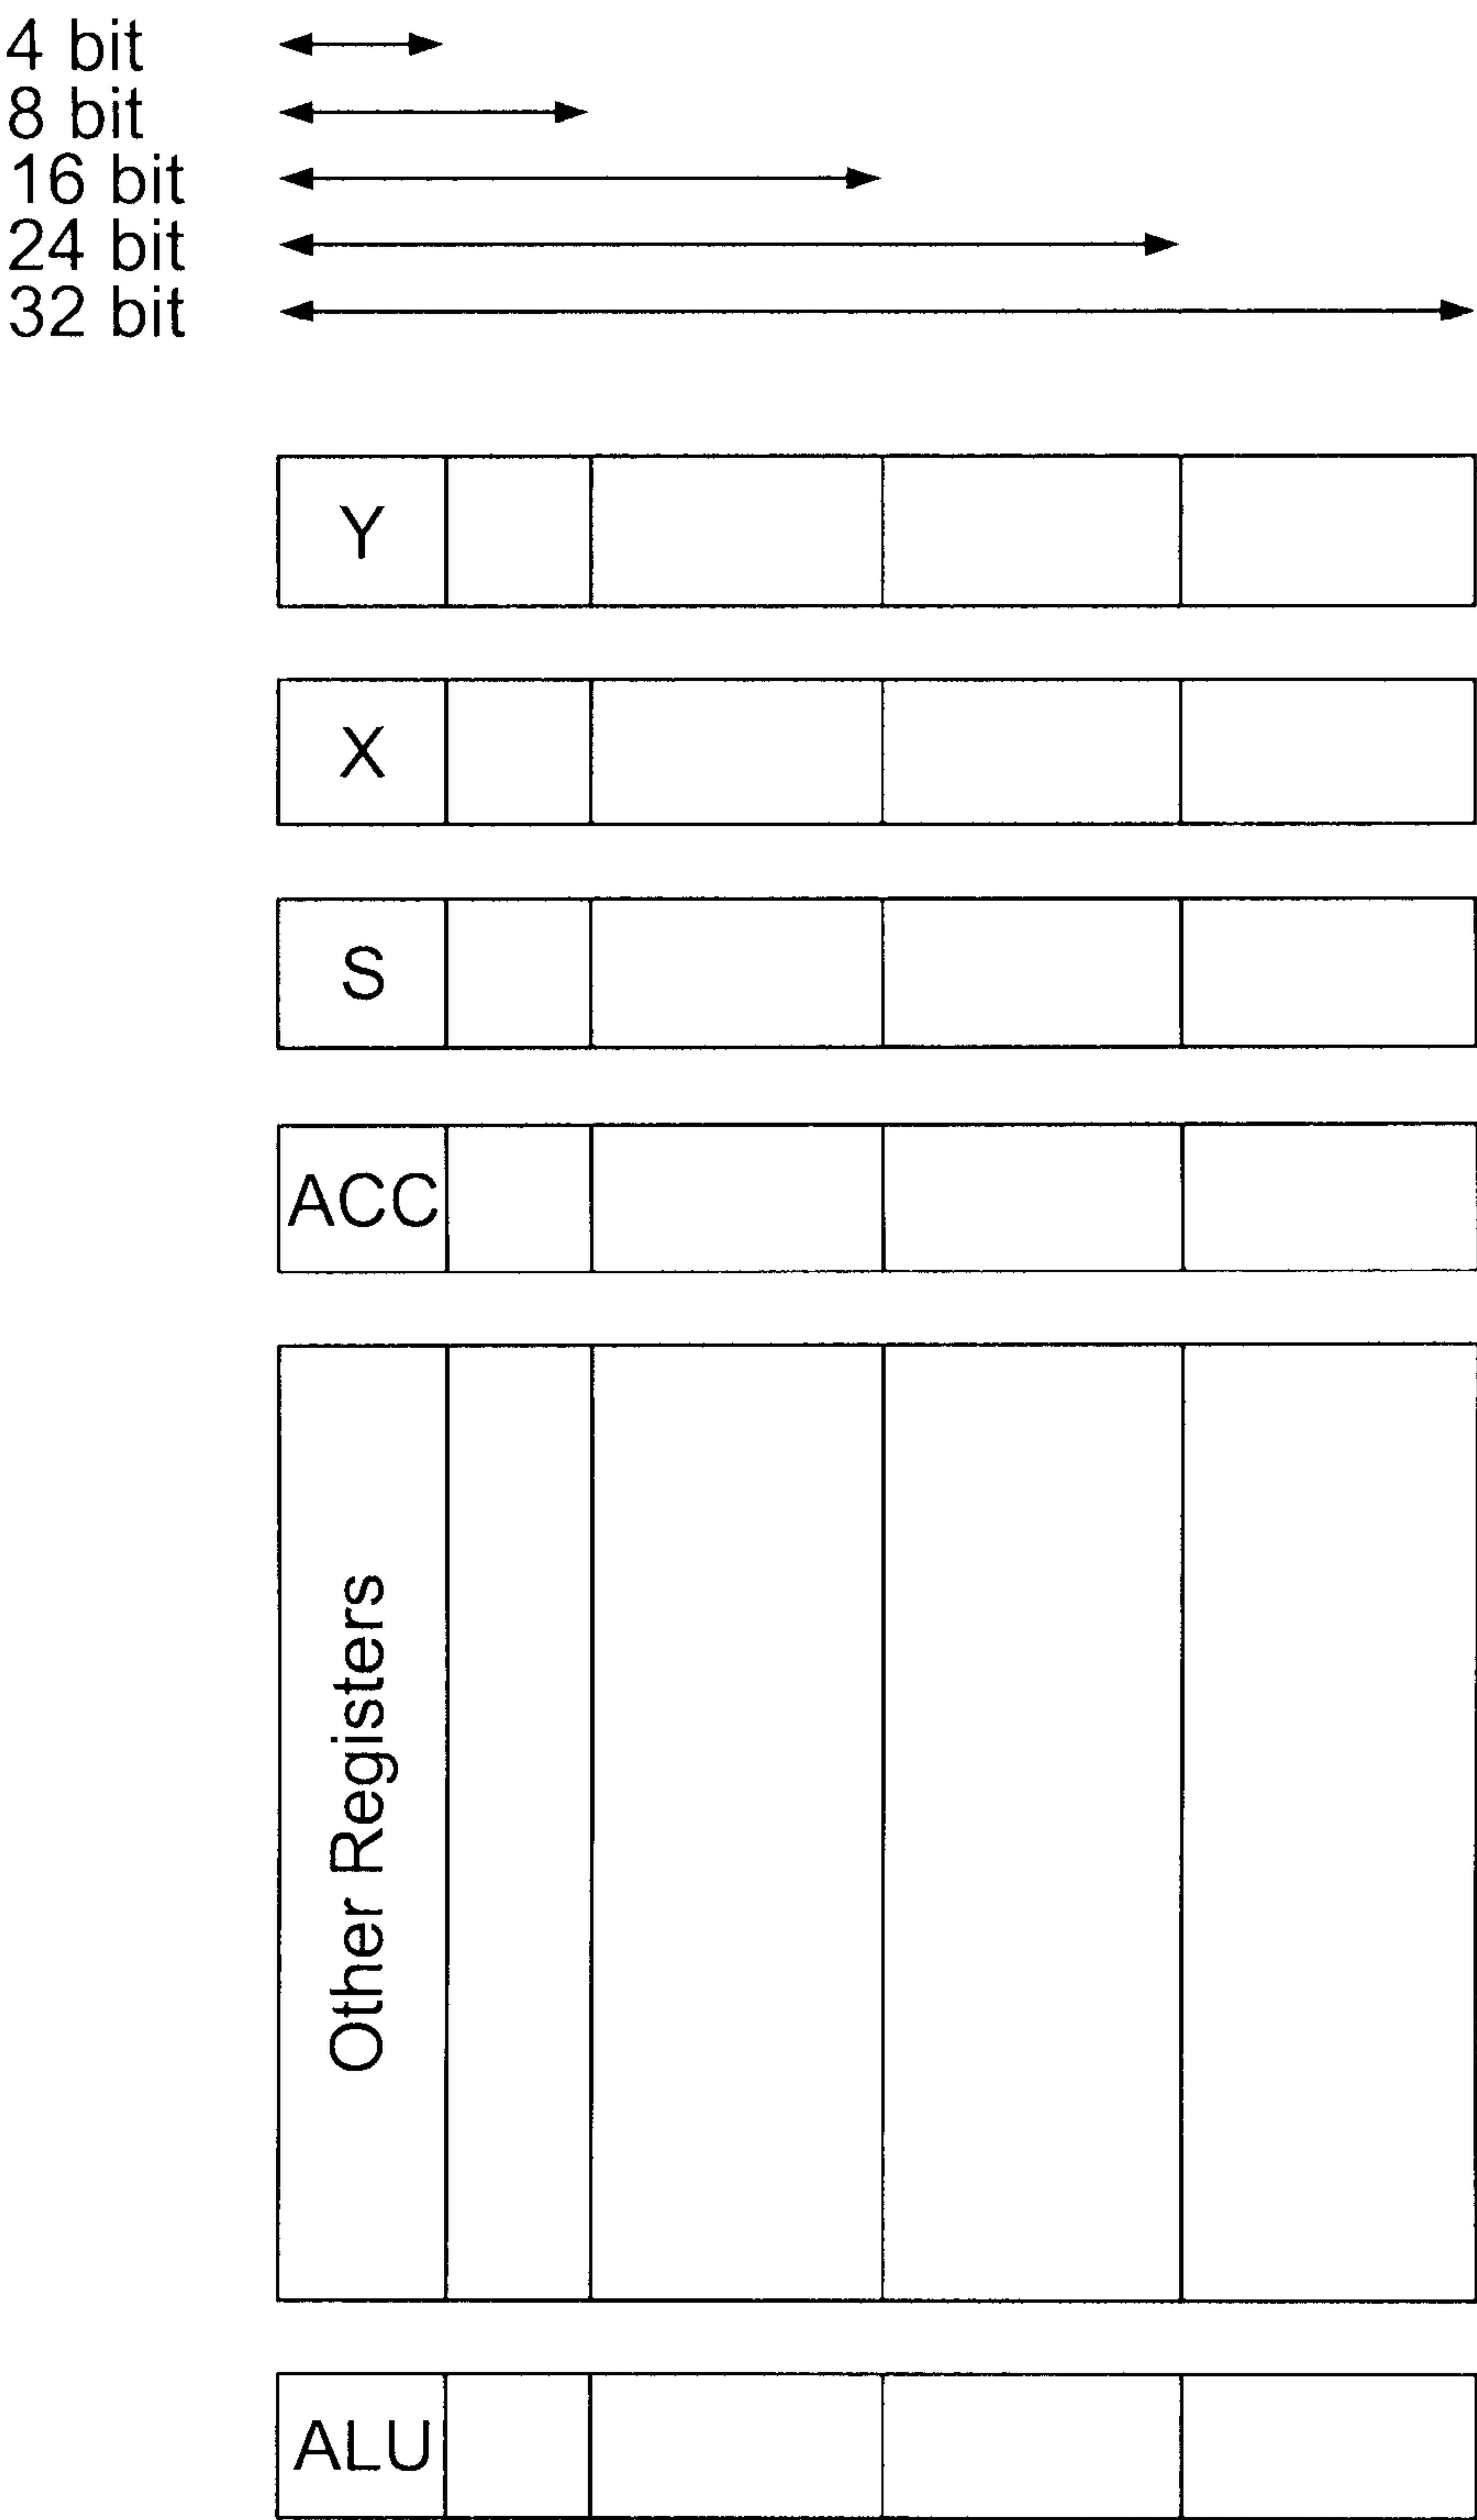 4 bit
8 bit
16 bit
24 bit
32 bit
Y
X
S
ACC
Other Registers
ALU